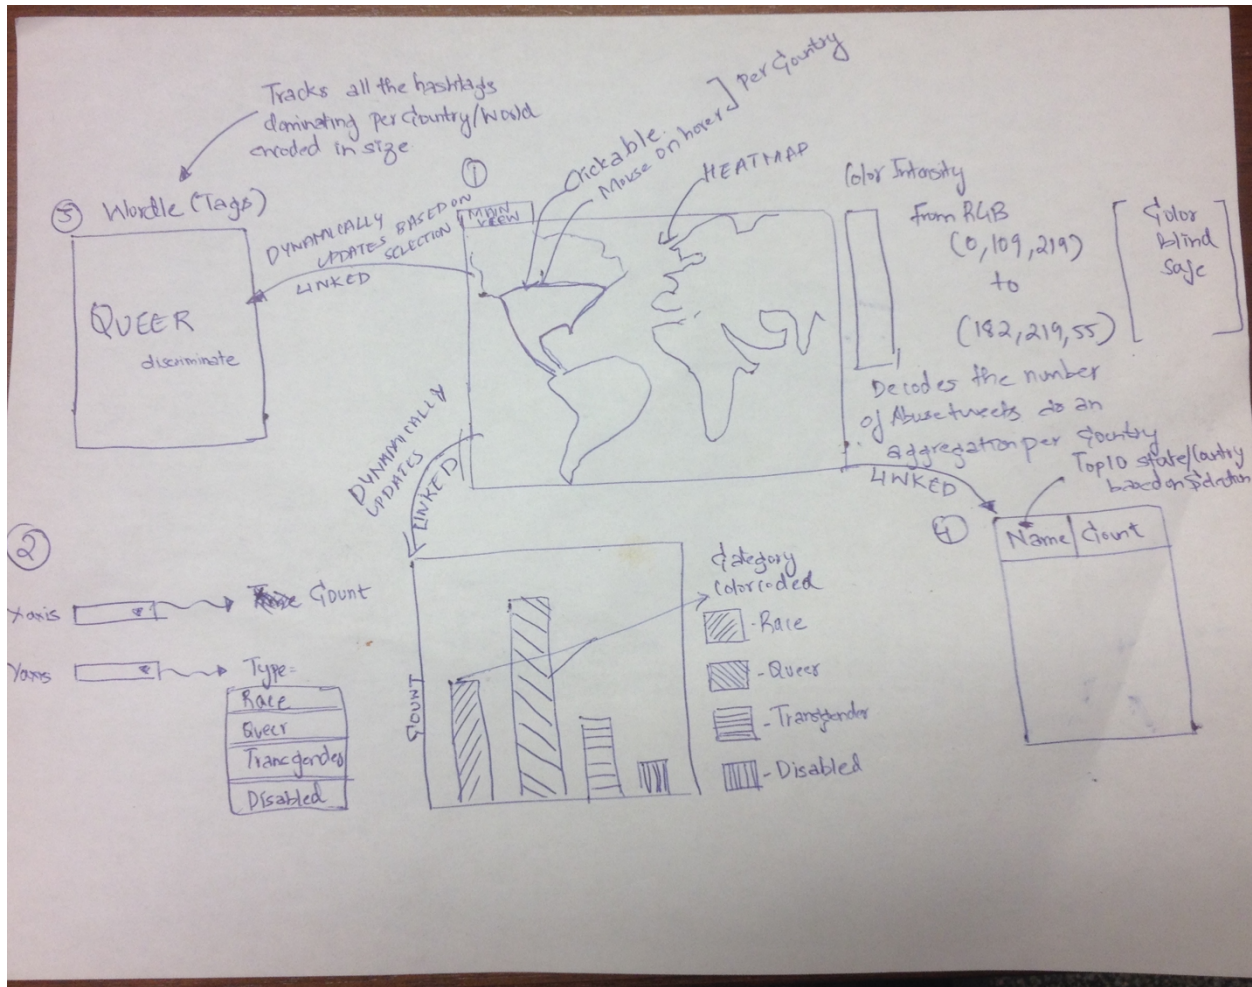 Tracks all the hashtags
dominating per Country/World
encoded in size
③ Wordle (Tags)
QUEER
discriminate
DYNAMICALLY
UPDATES BASED ON
SELECTION
LINKED
①
MAIN
VIEW
Clickable
Mouse on hover
per Country
HEATMAP
Color Intensity
From RGB
(0,109,219)
to
(182,219,55)
Color
blind
safe
Decodes the number
of Abuse tweets do an
aggregation per Country
LINKED
Top10 state/Country
based on Selection
④
Name Count
DYNAMICALLY
UPDATES
LINKED
②
X axis
Count
Y axis
Type=
Race
Queer
Transgender
Disabled
COUNT
Category
Color coded
- Race
- Queer
- Transgender
- Disabled